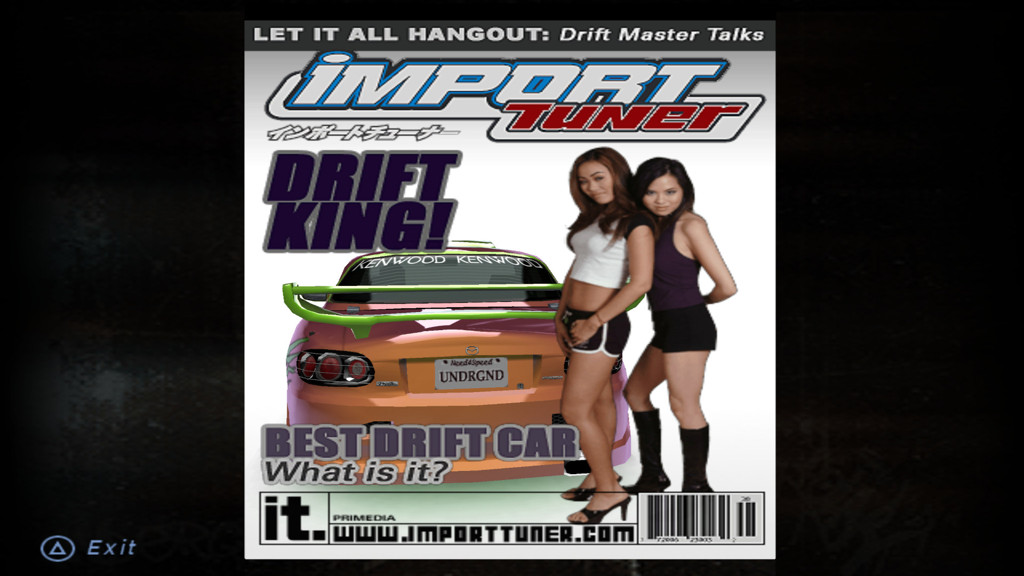 LET IT ALL HANGOUT: Drift Master Talks
iMPORT
TUNer
インポートチューナー
DRIFT
KING!
KENWOOD KENWOOD
Need4Speed
UNDRGND
BEST DRIFT CAR
What is it?
it.
PRIMEDIA
WWW.IMPORTTUNER.COM
Exit